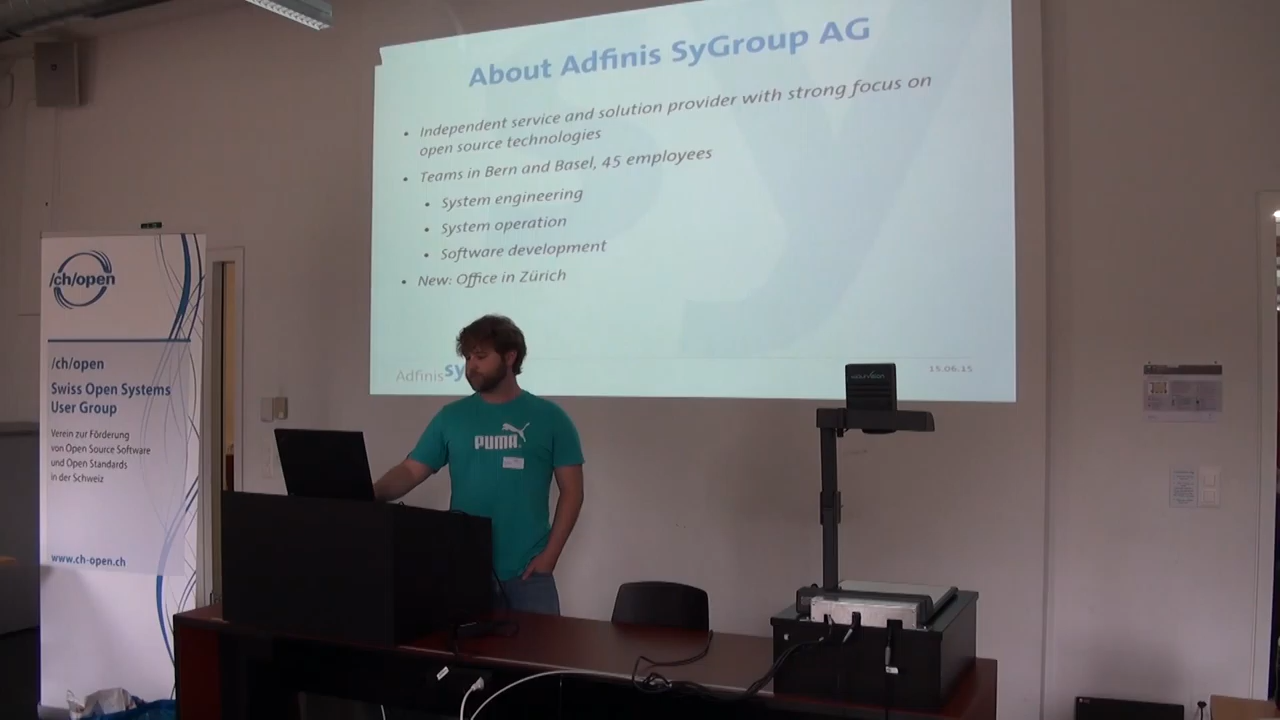 About Adfinis SyGroup AG
• Independent service and solution provider with strong focus on
open source technologies
• Teams in Bern and Basel, 45 employees
• System engineering
• System operation
• Software development
• New: Office in Zürich
Adfinis sy
15.06.15
/ch/open
/ch/open
Swiss Open Systems
User Group
Verein zur Förderung
von Open Source Software
und Open Standards
in der Schweiz
www.ch-open.ch
PUMA